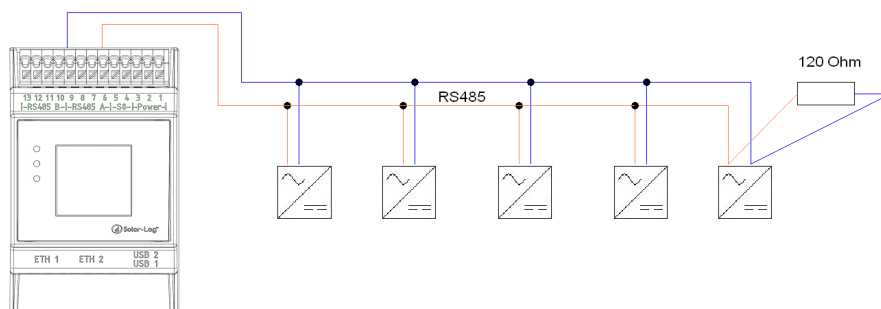 120 Ohm
RS485
13 12 11 10 9 8 7 6 5 4 3 2 1
|-RS485 B-|-RS485 A-|-S0-|-Power-|
Solar-Log™
ETH 1 ETH 2 USB 2
USB 1